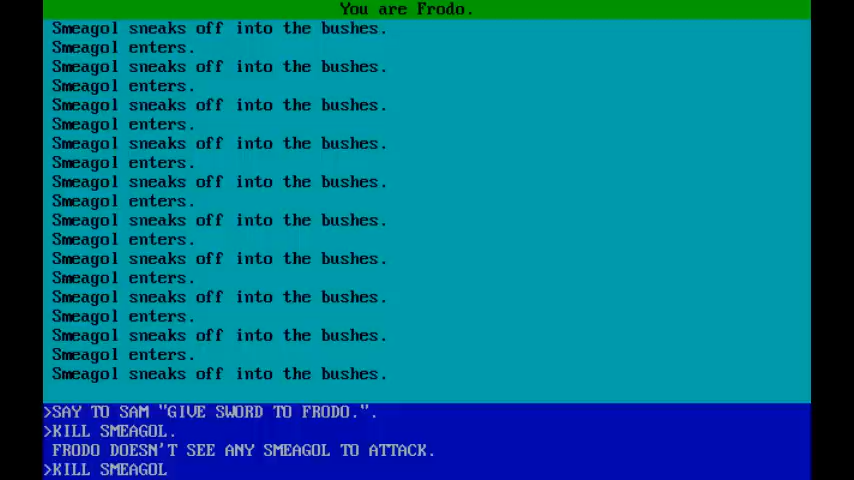 You are Frodo.
Smeagol sneaks off into the bushes.
Smeagol enters.
Smeagol sneaks off into the bushes.
Smeagol enters.
Smeagol sneaks off into the bushes.
Smeagol enters.
Smeagol sneaks off into the bushes.
Smeagol enters.
Smeagol sneaks off into the bushes.
Smeagol enters.
Smeagol sneaks off into the bushes.
Smeagol enters.
Smeagol sneaks off into the bushes.
Smeagol enters.
Smeagol sneaks off into the bushes.
Smeagol enters.
Smeagol sneaks off into the bushes.
Smeagol enters.
Smeagol sneaks off into the bushes.
>SAY TO SAM "GIVE SWORD TO FRODO.".
>KILL SMEAGOL.
FRODO DOESN'T SEE ANY SMEAGOL TO ATTACK.
>KILL SMEAGOL